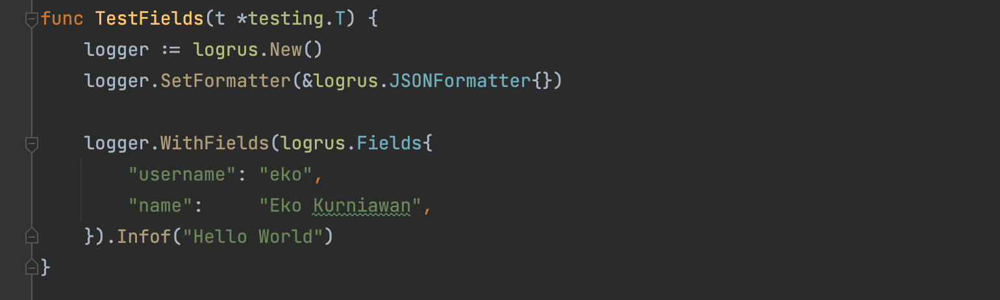 func TestFields(t *testing.T) {
    logger := logrus.New()
    logger.SetFormatter(&logrus.JSONFormatter{})

    logger.WithFields(logrus.Fields{
        "username": "eko",
        "name":     "Eko Kurniawan",
    }).Infof("Hello World")
}